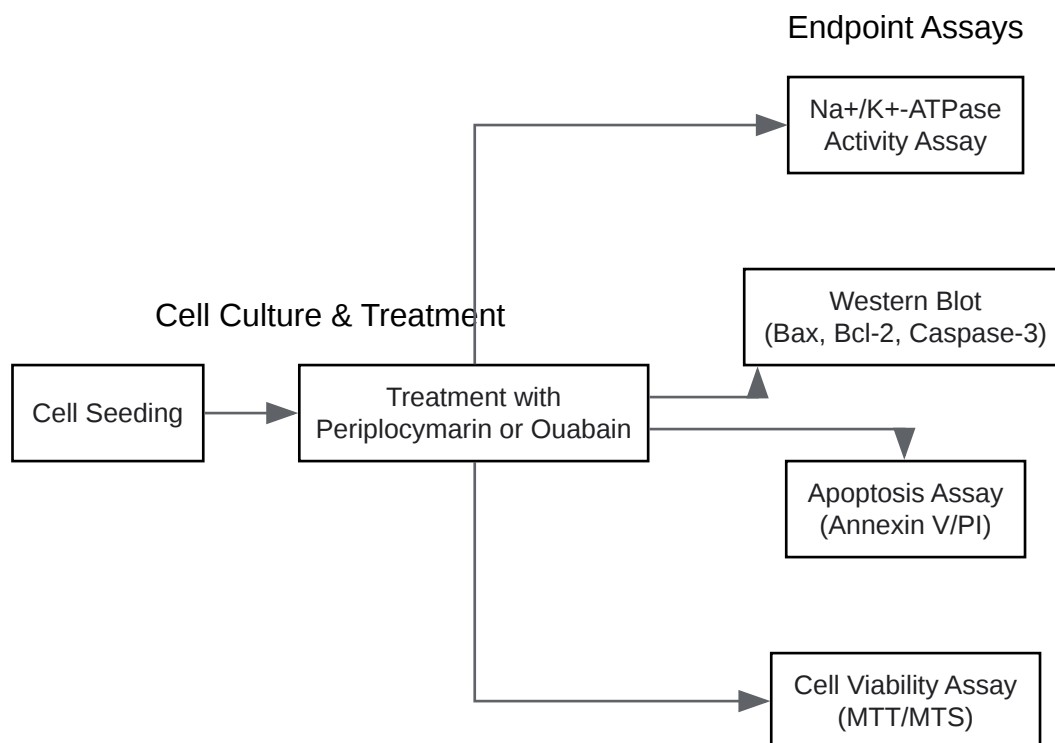 Endpoint Assays
Na+/K+-ATPase
Activity Assay
Western Blot
(Bax, Bcl-2, Caspase-3)
Cell Culture & Treatment
Cell Seeding
Treatment with
Periplocymarin or Ouabain
Apoptosis Assay
(Annexin V/PI)
Cell Viability Assay
(MTT/MTS)